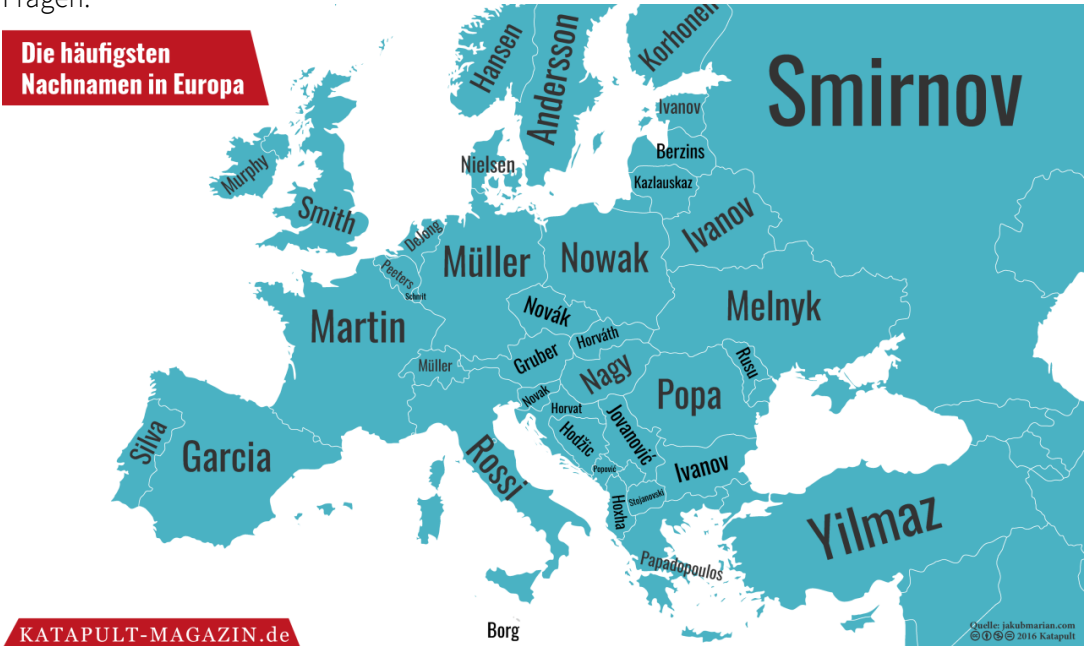 Fragen.
Die häufigsten
Nachnamen in Europa
Hansen
Andersson
Korhonen
Smirnov
Ivanov
Berzins
Kazlauskaz
Nielsen
Murphy
Smith
DeJong
Peeters
Schmit
Müller
Nowak
Ivanov
Melnyk
Martin
Novák
Horváth
Gruber
Müller
Nagy
Rusu
Popa
Novak
Horvat
Hodžic
Jovanović
Ivanov
Popović
Stojanovski
Hoxha
Silva
Garcia
Rossi
Yilmaz
Papadopoulos
Borg
KATAPULT-MAGAZIN.de
Quelle: jakubmarian.com
2016 Katapult